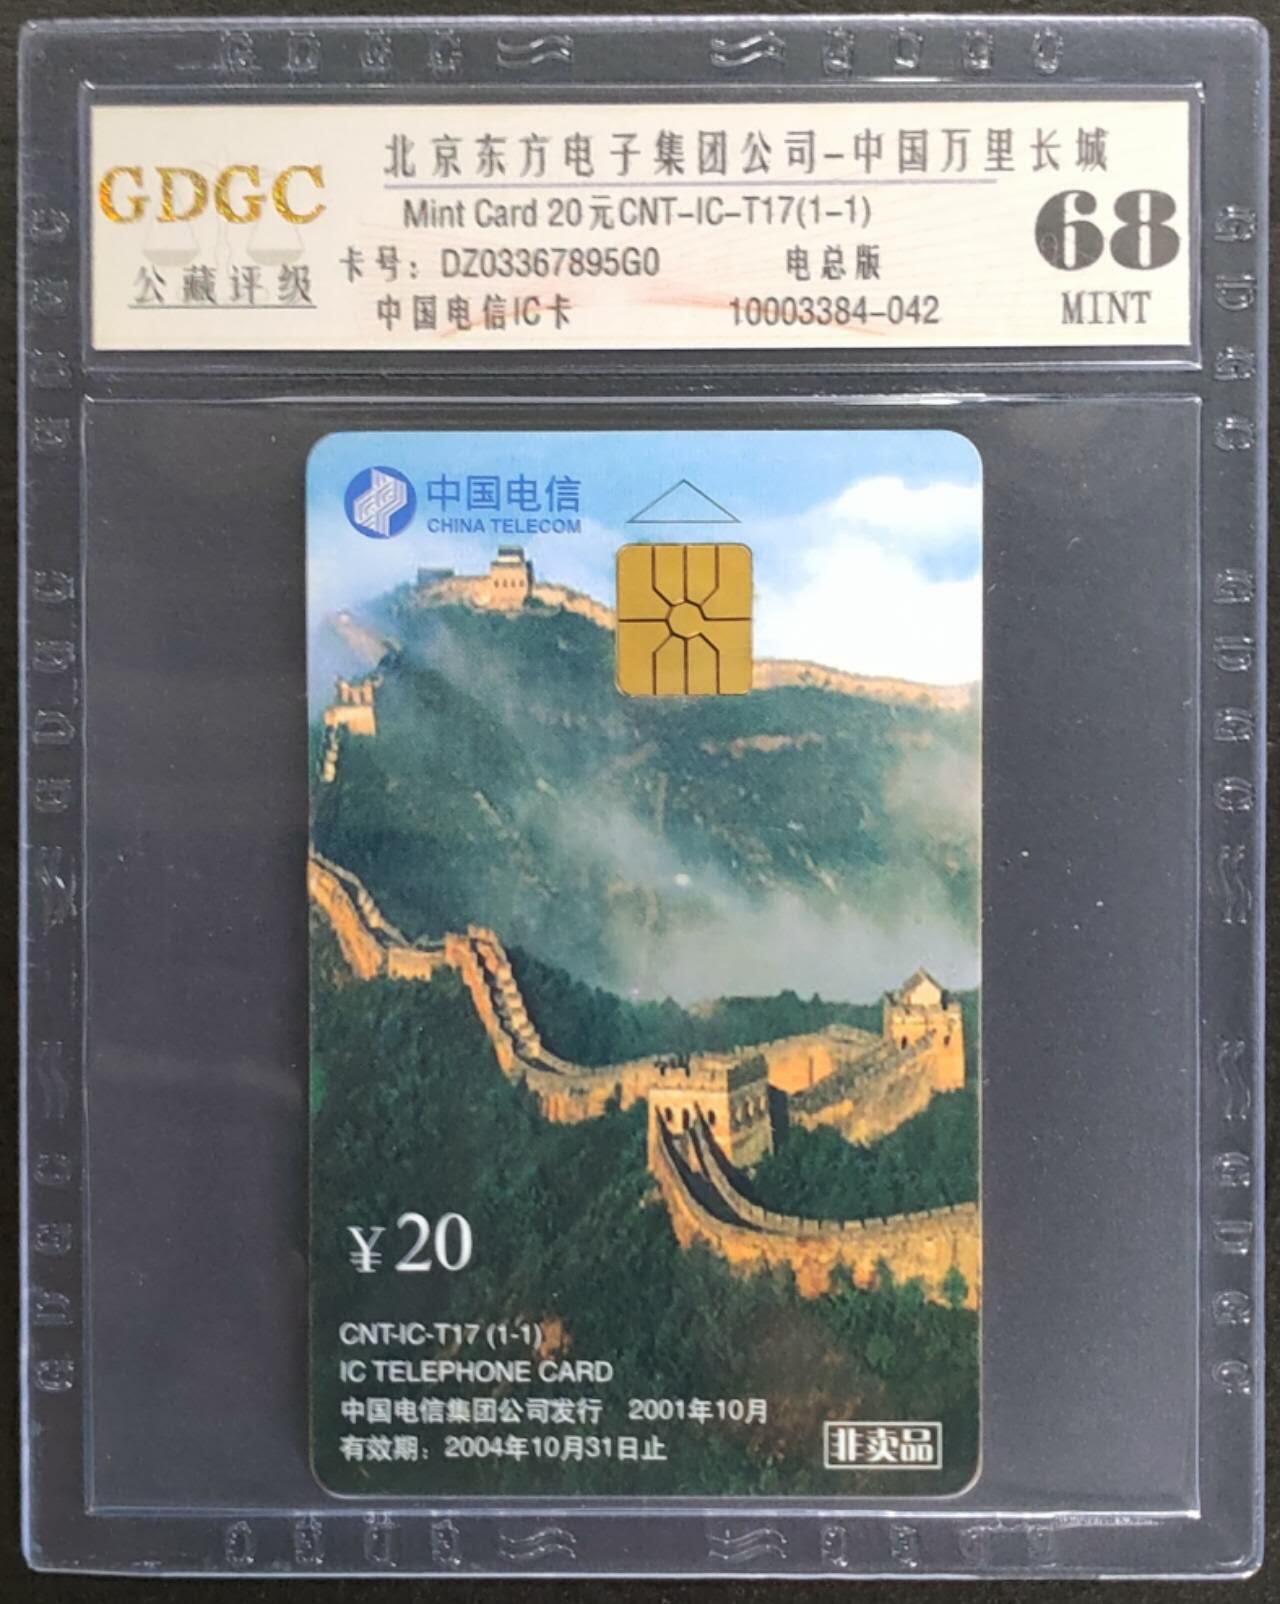 北京东方电子集团公司-中国万里长城
GDGC
Mint Card 20元CNT-IC-T17(1-1)
68
公藏评级
卡号：DZ03367895G0 电总版
中国电信IC卡 10003384-042
MINT
中国电信
CHINA TELECOM
¥20
CNT-IC-T17 (1-1)
IC TELEPHONE CARD
中国电信集团公司发行 2001年10月
有效期：2004年10月31日止
非卖品